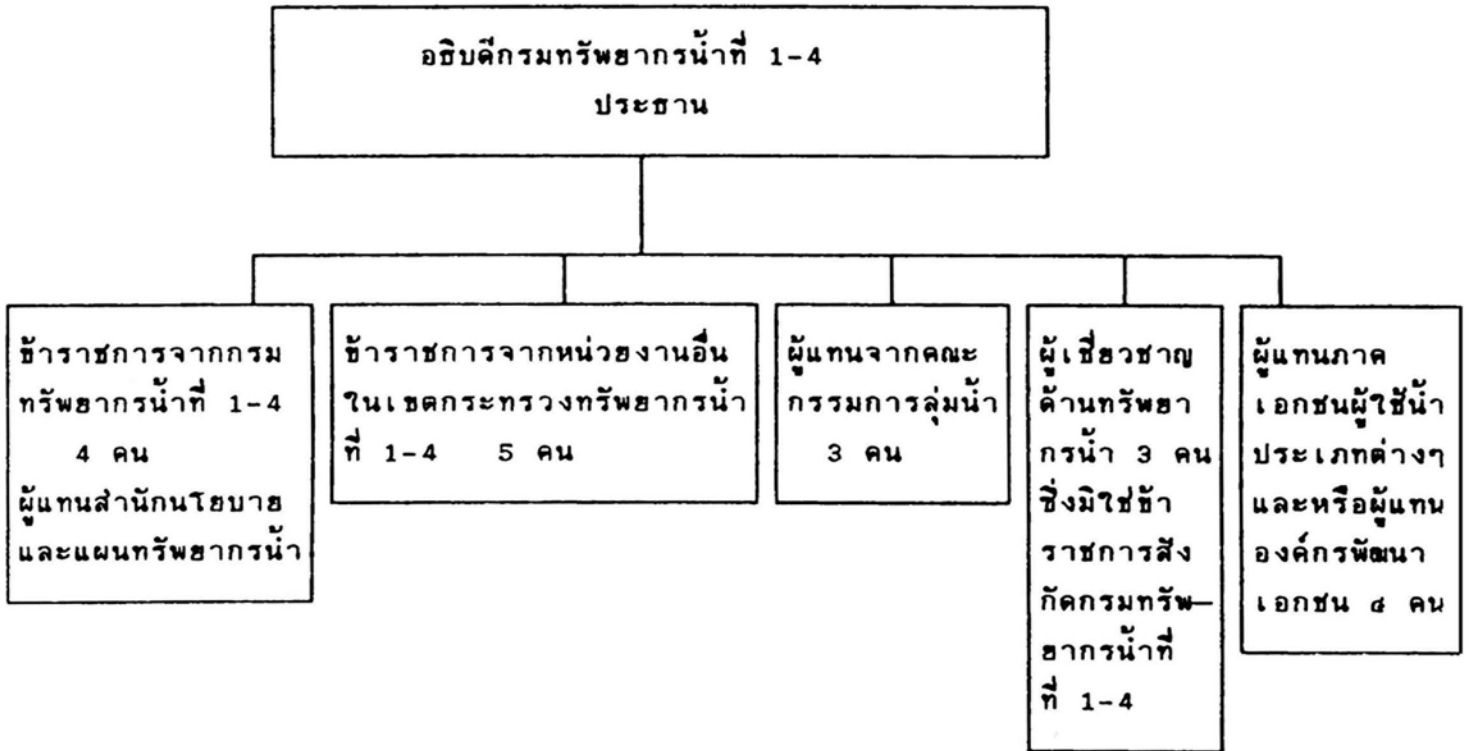 อธิบดีกรมทรัพยากรน้ำที่ 1-4
ประธาน
ข้าราชการจากกรม
ทรัพยากรน้ำที่ 1-4
4 คน
ผู้แทนสำนักนโยบาย
และแผนทรัพยากรน้ำ
ข้าราชการจากหน่วยงานอื่น
ในเขตกระทรวงทรัพยากรน้ำ
ที่ 1-4 5 คน
ผู้แทนจากคณะ
กรรมการลุ่มน้ำ
3 คน
ผู้เชี่ยวชาญ
ด้านทรัพยา
กรน้ำ 3 คน
ซึ่งมิใช่ข้า
ราชการสัง
กัดกรมทรัพ-
ยากรน้ำที่
ที่ 1-4
ผู้แทนภาค
เอกชนผู้ใช้น้ำ
ประเภทต่างๆ
และหรือผู้แทน
องค์กรพัฒนา
เอกชน ๔ คน